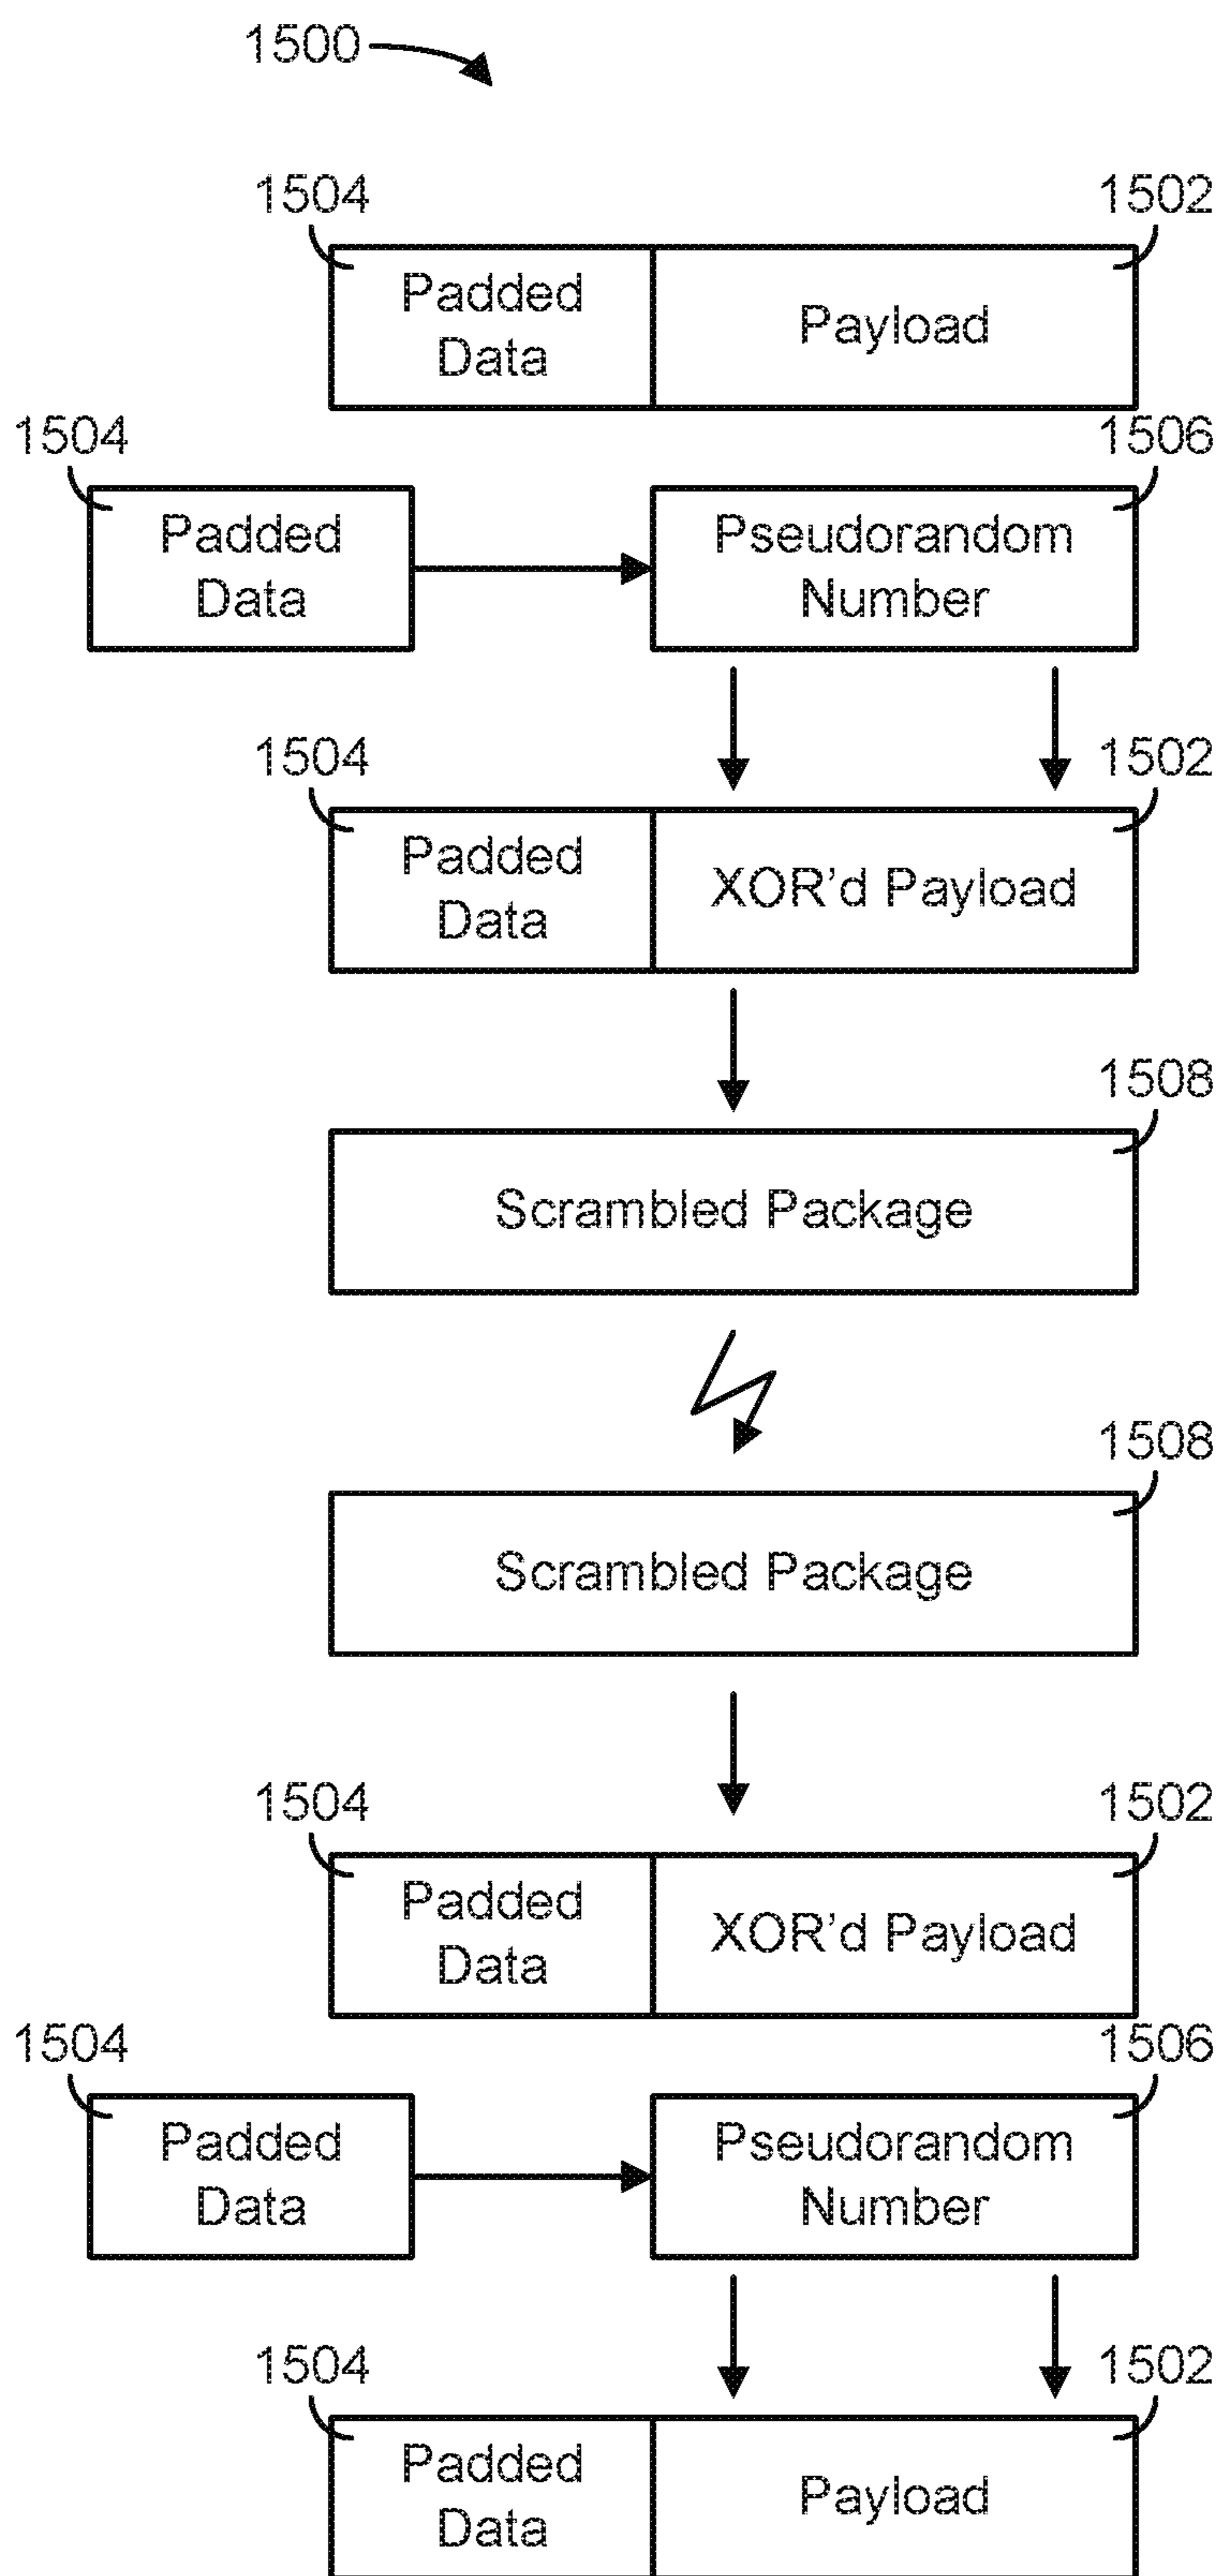 1500
1504
1502
Padded
Data
Payload
1504
1506
Padded
Data
Pseudorandom
Number
1504
1502
Padded
Data
XOR'd Payload
1508
Scrambled Package
1508
Scrambled Package
1504
1502
Padded
Data
XOR'd Payload
1504
1506
Padded
Data
Pseudorandom
Number
1504
1502
Padded
Data
Payload